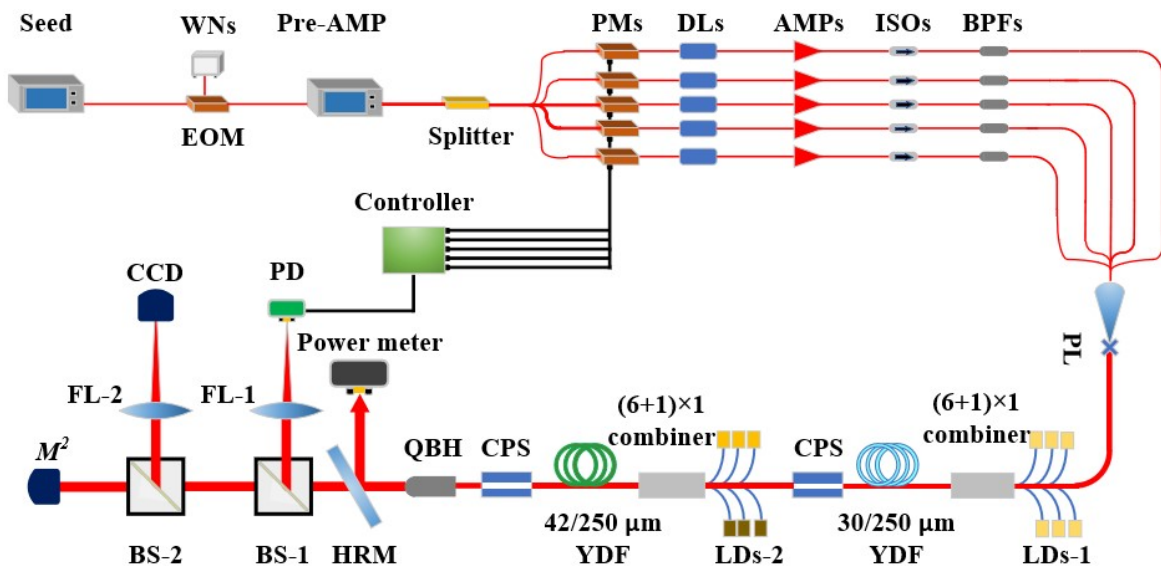 Seed
WNs
Pre-AMP
PMs
DLs
AMPs
ISOs
BPFs
EOM
Splitter
Controller
CCD
PD
Power meter
PL
FL-2
FL-1
(6+1)×1
combiner
(6+1)×1
combiner
M²
QBH
CPS
CPS
42/250 μm
YDF
30/250 μm
YDF
BS-2
BS-1
HRM
LDs-2
LDs-1